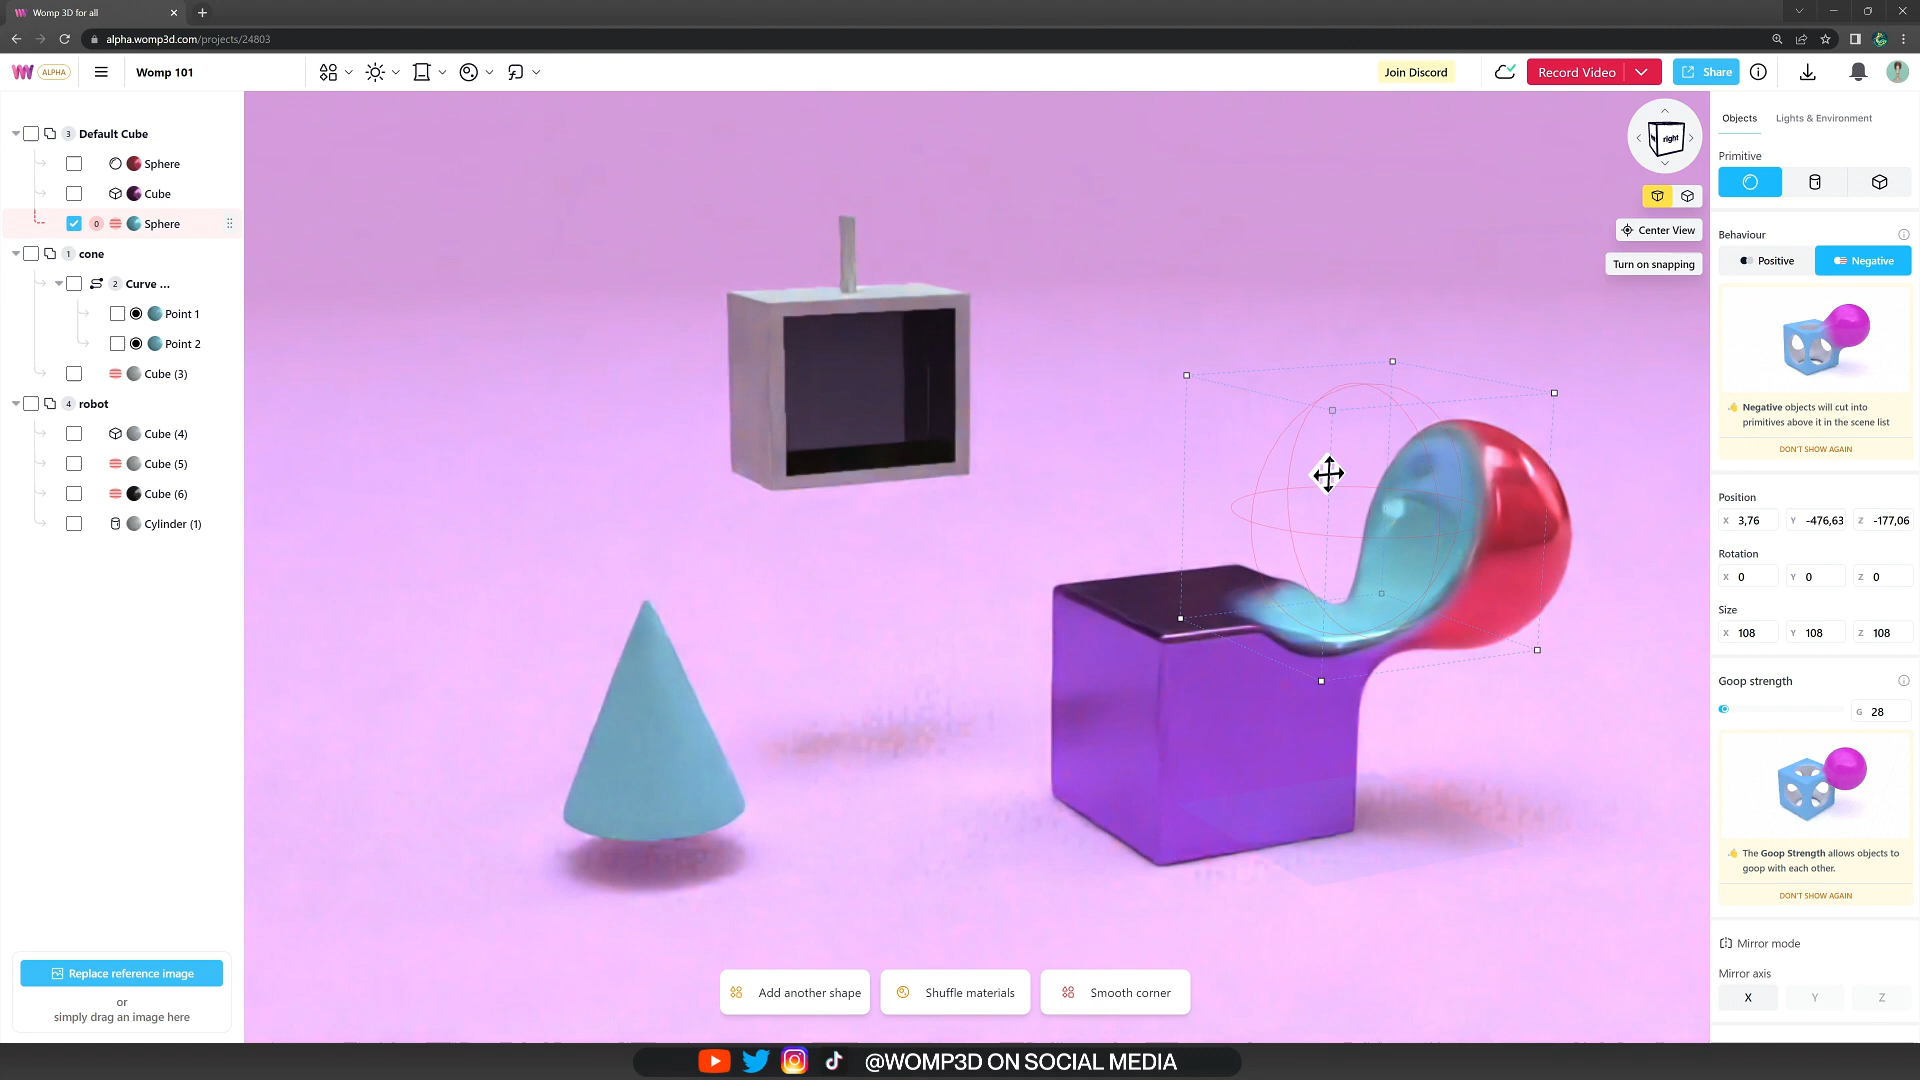 Womp 3D for all
alpha.womp3d.com/projects/24803
ALPHA
Womp 101
Join Discord
Record Video
Share
3 Default Cube
Sphere
Cube
0 Sphere
1 cone
2 Curve ...
Point 1
Point 2
Cube (3)
4 robot
Cube (4)
Cube (5)
Cube (6)
Cylinder (1)
Replace reference image
or
simply drag an image here
right
Center View
Turn on snapping
Add another shape
Shuffle materials
Smooth corner
Objects
Lights & Environment
Primitive
Behaviour
Positive
Negative
Negative objects will cut into
primitives above it in the scene list
DON'T SHOW AGAIN
Position
X 3,76 Y -476,63 Z -177,06
Rotation
X 0 Y 0 Z 0
Size
X 108 Y 108 Z 108
Goop strength
G 28
The Goop Strength allows objects to
goop with each other.
DON'T SHOW AGAIN
Mirror mode
Mirror axis
X Y Z
@WOMP3D ON SOCIAL MEDIA